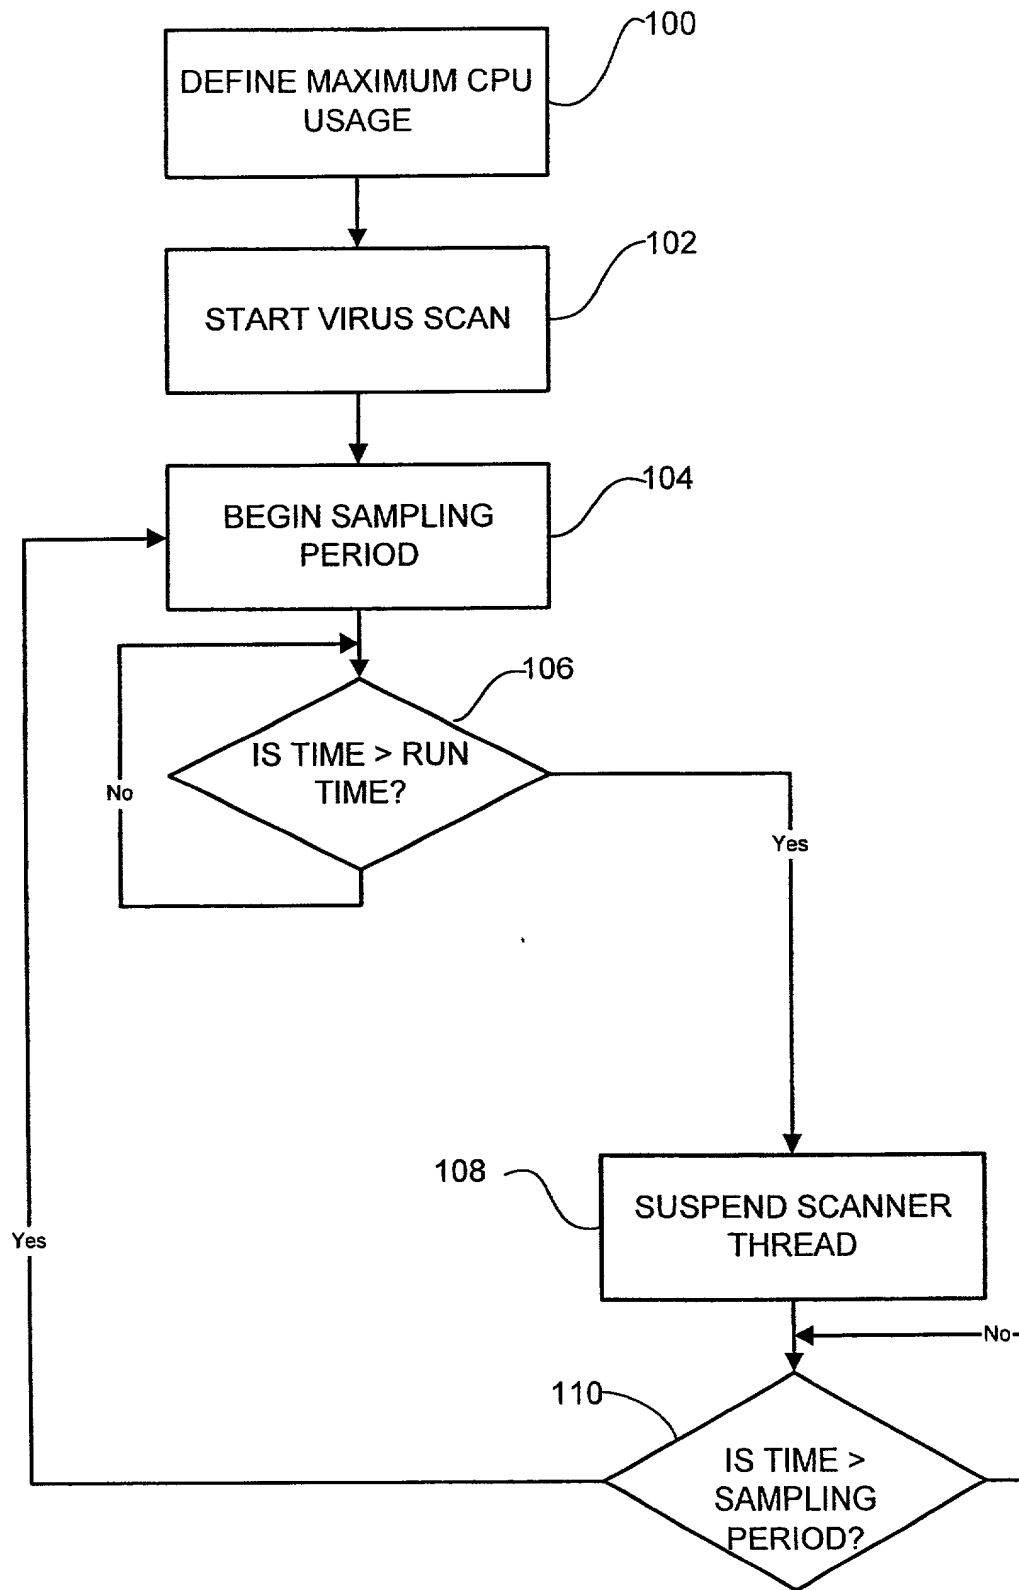 100
DEFINE MAXIMUM CPU
USAGE
102
START VIRUS SCAN
104
BEGIN SAMPLING
PERIOD
106
IS TIME > RUN
TIME?
No
Yes
108
SUSPEND SCANNER
THREAD
Yes
No
110
IS TIME >
SAMPLING
PERIOD?